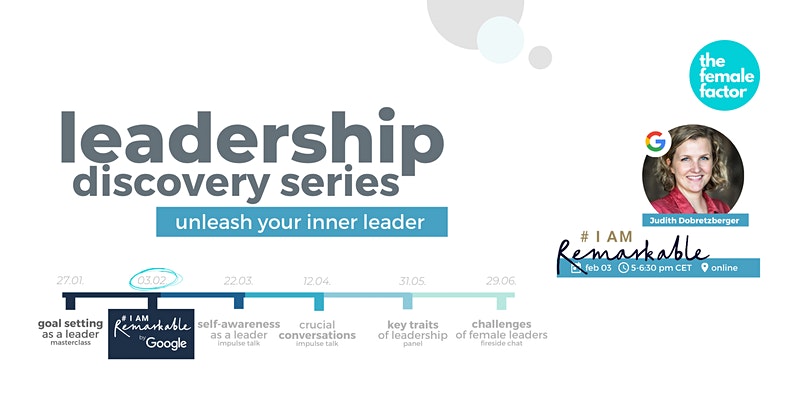 the
female
factor
leadership
discovery series
unleash your inner leader
Judith Dobretzberger
# I AM
Remarkable
feb 03 5-6:30 pm CET online
27.01.
03.02.
22.03.
12.04.
31.05.
29.06.
goal setting
as a leader
masterclass
# I AM
Remarkable
by Google
self-awareness
as a leader
impulse talk
crucial
conversations
impulse talk
key traits
of leadership
panel
challenges
of female leaders
fireside chat